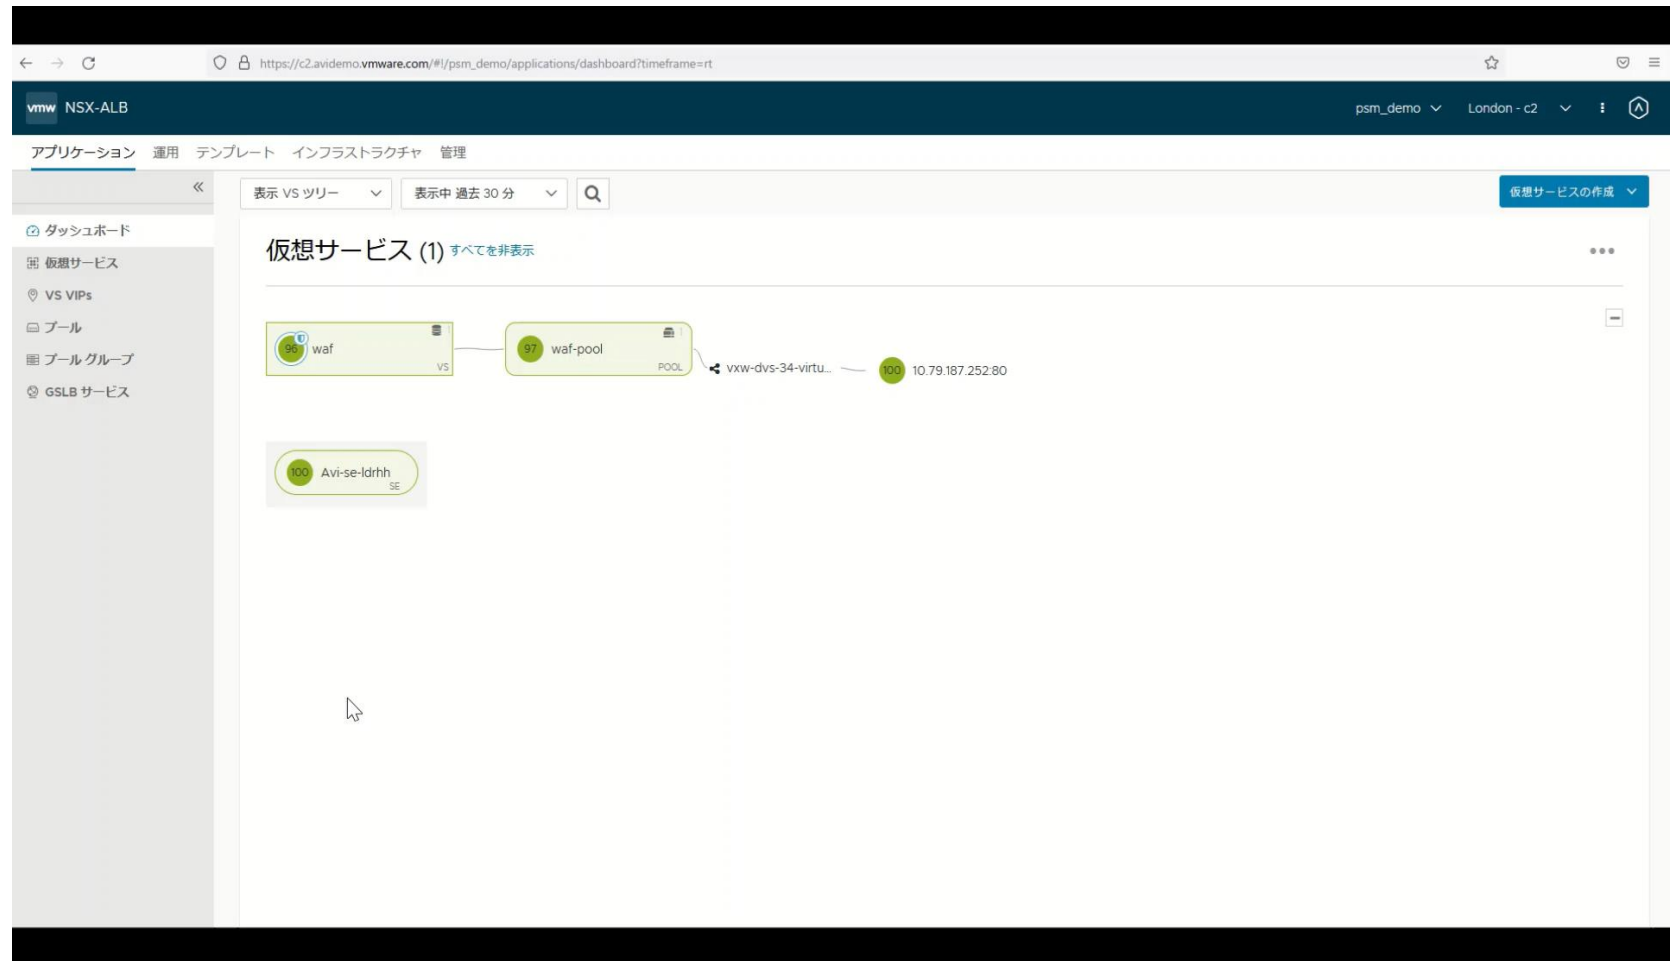 https://c2.avidemo.vmware.com/#!/psm_demo/applications/dashboard?timeframe=rt
vmw NSX-ALB psm_demo London - c2
アプリケーション 運用 テンプレート インフラストラクチャ 管理
表示 VS ツリー 表示中 過去 30 分 仮想サービスの作成
ダッシュボード
仮想サービス
VS VIPs
プール
プール グループ
GSLB サービス
仮想サービス (1) すべてを非表示
96 waf VS
97 waf-pool POOL
vxw-dvs-34-virtu...
100 10.79.187.252:80
100 Avi-se-ldrhh SE